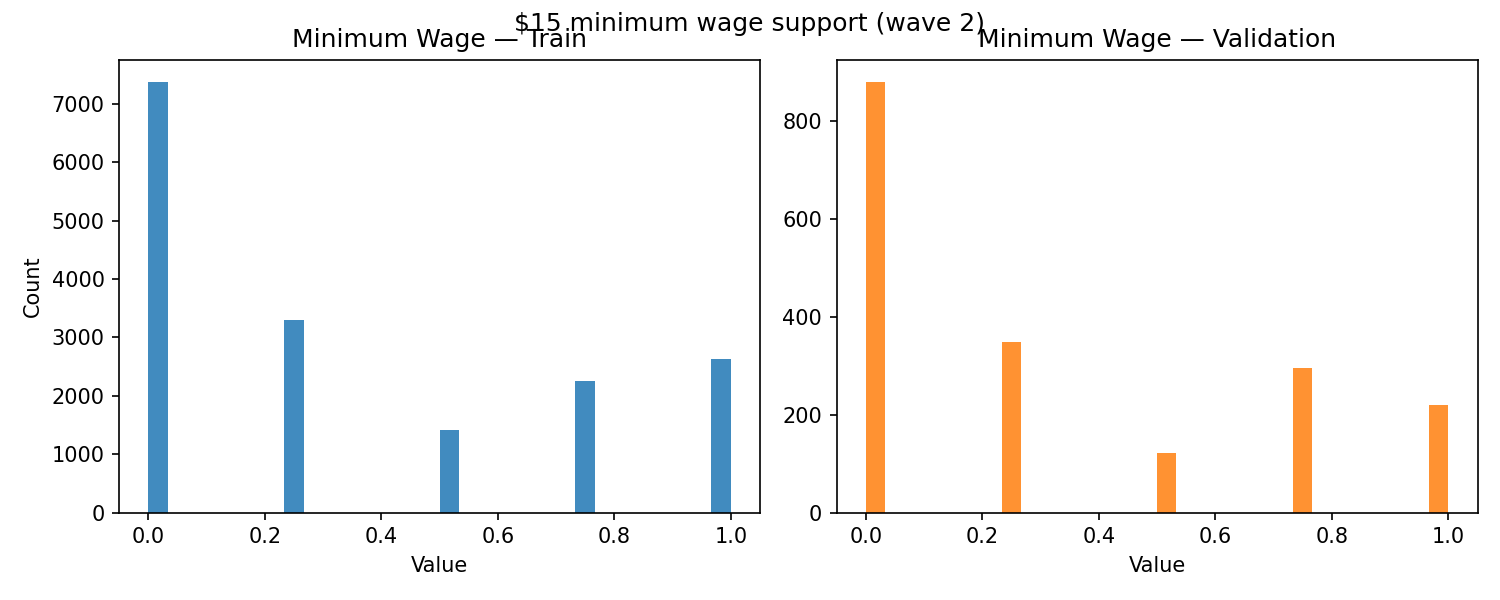 $15 minimum wage support (wave 2)
Minimum Wage — Train
Count
7000
6000
5000
4000
3000
2000
1000
0
0.0 0.2 0.4 0.6 0.8 1.0
Value
Minimum Wage — Validation
800
600
400
200
0
0.0 0.2 0.4 0.6 0.8 1.0
Value